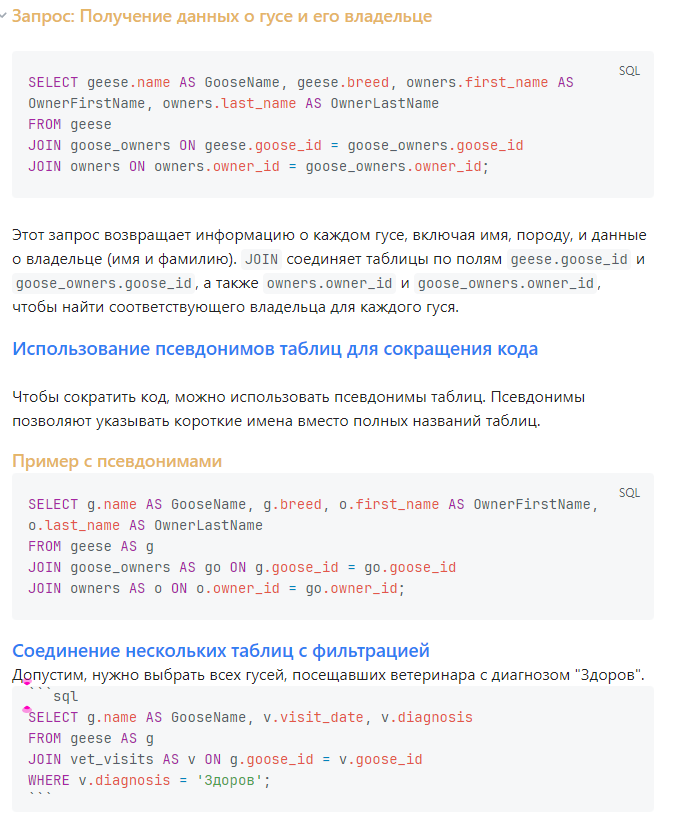 Запрос: Получение данных о гусе и его владельце
SQL
SELECT geese.name AS GooseName, geese.breed, owners.first_name AS
OwnerFirstName, owners.last_name AS OwnerLastName
FROM geese
JOIN goose_owners ON geese.goose_id = goose_owners.goose_id
JOIN owners ON owners.owner_id = goose_owners.owner_id;
Этот запрос возвращает информацию о каждом гусе, включая имя, породу, и данные
о владельце (имя и фамилию). JOIN соединяет таблицы по полям geese.goose_id и
goose_owners.goose_id, а также owners.owner_id и goose_owners.owner_id,
чтобы найти соответствующего владельца для каждого гуся.
Использование псевдонимов таблиц для сокращения кода
Чтобы сократить код, можно использовать псевдонимы таблиц. Псевдонимы
позволяют указывать короткие имена вместо полных названий таблиц.
Пример с псевдонимами
SQL
SELECT g.name AS GooseName, g.breed, o.first_name AS OwnerFirstName,
o.last_name AS OwnerLastName
FROM geese AS g
JOIN goose_owners AS go ON g.goose_id = go.goose_id
JOIN owners AS o ON o.owner_id = go.owner_id;
Соединение нескольких таблиц с фильтрацией
Допустим, нужно выбрать всех гусей, посещавших ветеринара с диагнозом "Здоров".
```sql
SELECT g.name AS GooseName, v.visit_date, v.diagnosis
FROM geese AS g
JOIN vet_visits AS v ON g.goose_id = v.goose_id
WHERE v.diagnosis = 'Здоров';
```